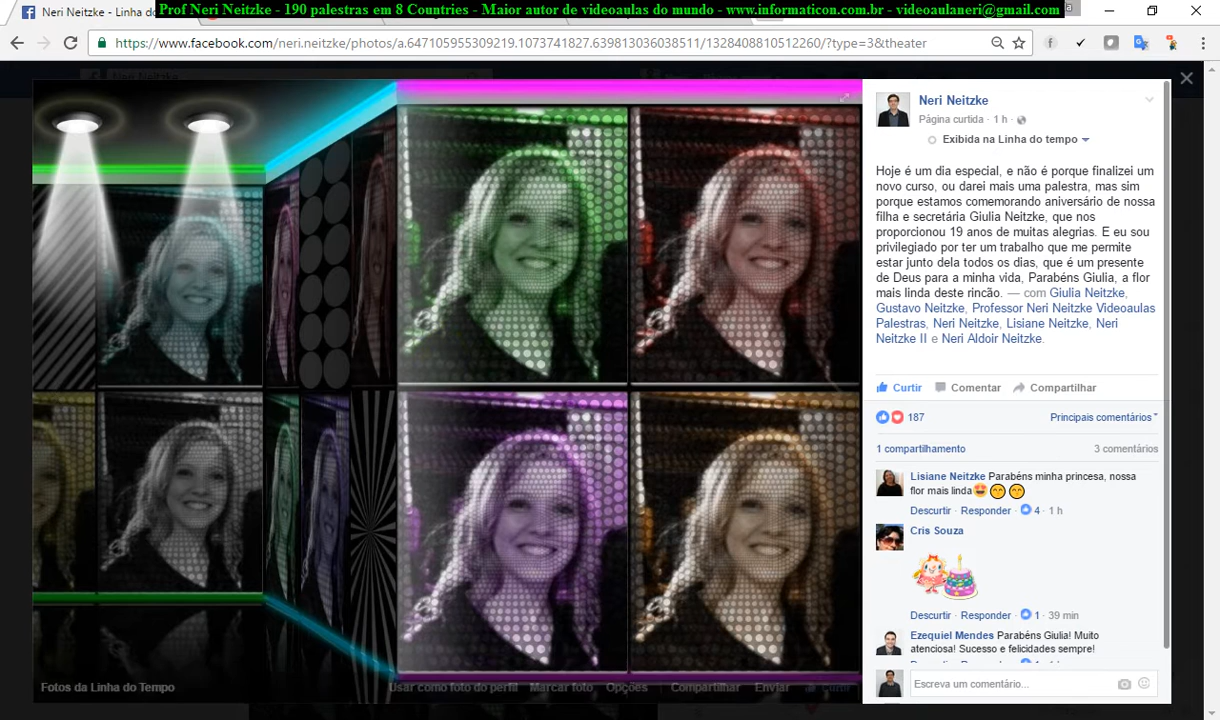 Neri Neitzke - Linha do
Prof Neri Neitzke - 190 palestras em 8 Countries - Maior autor de videoaulas do mundo - www.informaticon.com.br - videoaulaneri@gmail.com
https://www.facebook.com/neri.neitzke/photos/a.647105955309219.1073741827.639813036038511/1328408810512260/?type=3&theater
Neri Neitzke
Neri Neitzke
Página curtida · 1 h ·
Exibida na Linha do tempo
Hoje é um dia especial, e não é porque finalizei um
novo curso, ou darei mais uma palestra, mas sim
porque estamos comemorando aniversário de nossa
filha e secretária Giulia Neitzke, que nos
proporcionou 19 anos de muitas alegrias. E eu sou
privilegiado por ter um trabalho que me permite
estar junto dela todos os dias, que é um presente
de Deus para a minha vida, Parabéns Giulia, a flor
mais linda deste rincão. — com Giulia Neitzke,
Gustavo Neitzke, Professor Neri Neitzke Videoaulas
Palestras, Neri Neitzke, Lisiane Neitzke, Neri
Neitzke II e Neri Aldoir Neitzke.
Curtir Comentar Compartilhar
187 Principais comentários
1 compartilhamento 3 comentários
Lisiane Neitzke Parabéns minha princesa, nossa
flor mais linda
Descurtir · Responder · 4 · 1 h
Cris Souza
Descurtir · Responder · 1 · 39 min
Ezequiel Mendes Parabéns Giulia! Muito
atenciosa! Sucesso e felicidades sempre!
Escreva um comentário...
Fotos da Linha do Tempo Usar como foto do perfil Marcar foto Opções Compartilhar Enviar Curtir